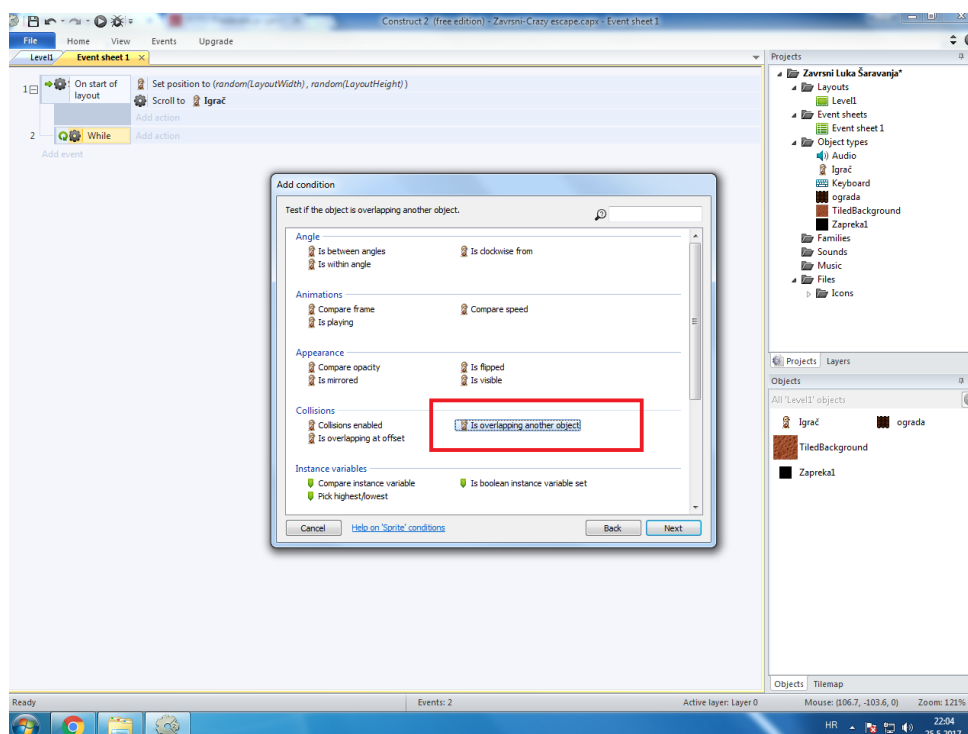 Construct 2 (free edition) - Zavrsni-Crazy escape.capx - Event sheet 1
File Home View Events Upgrade
Level1 Event sheet 1
1 On start of layout Set position to (random(LayoutWidth), random(LayoutHeight))
Scroll to Igrač
Add action
2 While Add action
Add event
Add condition
Test if the object is overlapping another object.
Angle
Is between angles Is clockwise from
Is within angle
Animations
Compare frame Compare speed
Is playing
Appearance
Compare opacity Is flipped
Is mirrored Is visible
Collisions
Collisions enabled Is overlapping another object
Is overlapping at offset
Instance variables
Compare instance variable Is boolean instance variable set
Pick highest/lowest
Cancel Help on 'Sprite' conditions Back Next
Projects
Zavrsni Luka Šaravanja*
Layouts
Level1
Event sheets
Event sheet 1
Object types
Audio
Igrač
Keyboard
ograda
TiledBackground
Zapreka1
Families
Sounds
Music
Files
Icons
Projects Layers
Objects
All 'Level1' objects
Igrač ograda
TiledBackground
Zapreka1
Objects Tilemap
Ready Events: 2 Active layer: Layer 0 Mouse: (106.7, -103.6, 0) Zoom: 121%
HR 22:04
25.5.2017